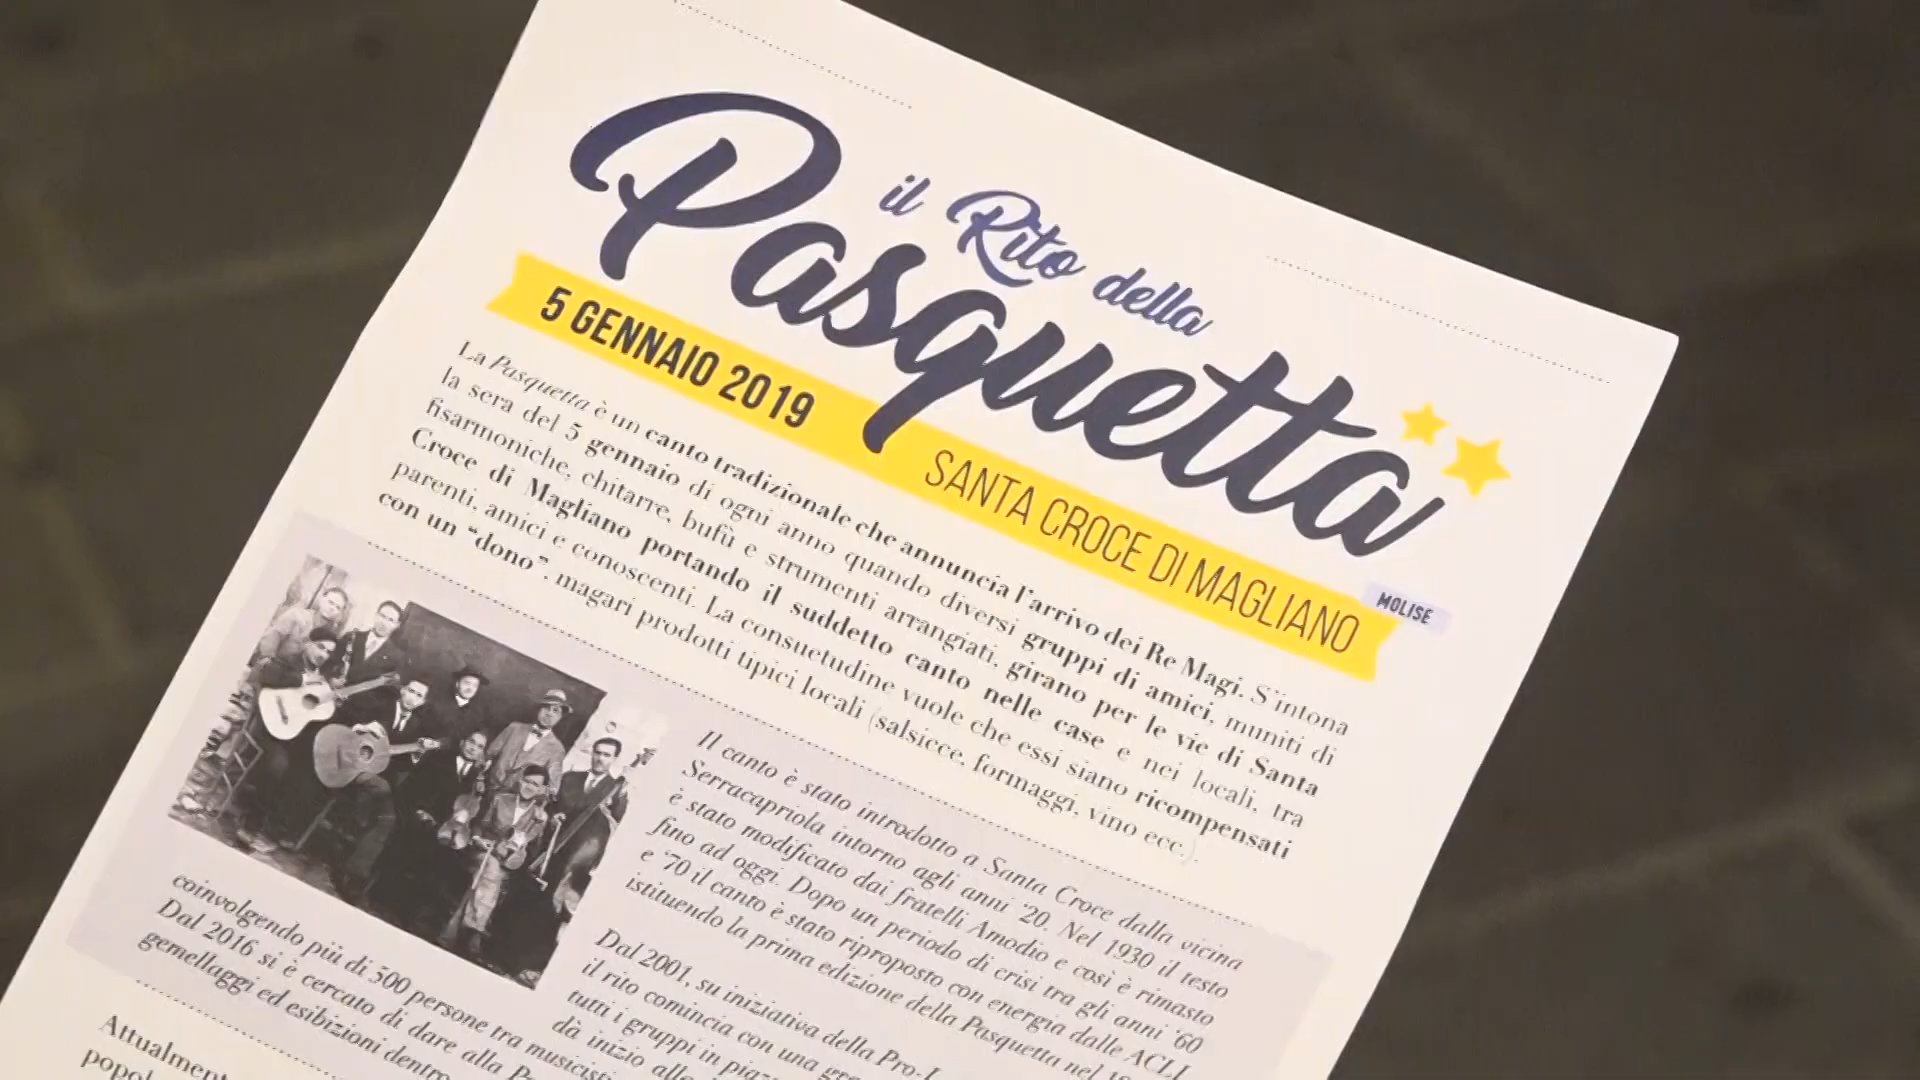 il Rito della
Pasquetta
5 GENNAIO 2019
SANTA CROCE DI MAGLIANO
MOLISE
La Pasquetta è un canto tradizionale che annuncia l'arrivo dei Re Magi. S'intona
la sera del 5 gennaio di ogni anno quando diversi gruppi di amici, muniti di
fisarmoniche, chitarre, bufù e strumenti arrangiati, girano per le vie di Santa
Croce di Magliano portando il suddetto canto nelle case e nei locali, tra
parenti, amici e conoscenti. La consuetudine vuole che essi siano ricompensati
con un “dono”, magari prodotti tipici locali (salsicce, formaggi, vino ecc.).
Il canto è stato introdotto a Santa Croce dalla vicina
Serracapriola intorno agli anni '20. Nel 1930 il testo
è stato modificato dai fratelli Amodio e così è rimasto
fino ad oggi. Dopo un periodo di crisi tra gli anni '60
e '70 il canto è stato riproposto con energia dalle ACLI
istituendo la prima edizione della Pasquetta nel
Dal 2001, su iniziativa della Pro-L
il rito comincia con una
tutti i gruppi in
dà inizio
coinvolgendo più di 500 persone tra musicisti
Dal 2016 si è cercato di dare alla
gemellaggi ed esibizioni dentro
Attualment
popol